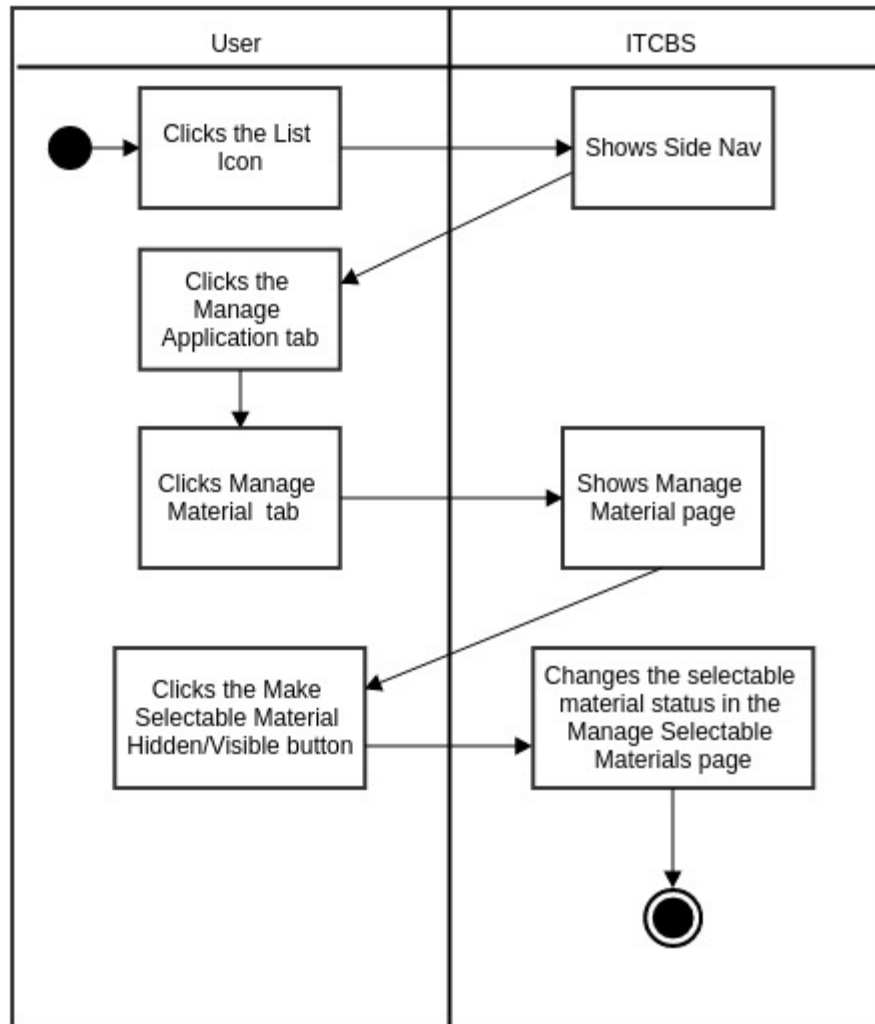 User
ITCBS
Clicks the List
Icon
Shows Side Nav
Clicks the
Manage
Application tab
Clicks Manage
Material tab
Shows Manage
Material page
Clicks the Make
Selectable Material
Hidden/Visible button
Changes the selectable
material status in the
Manage Selectable
Materials page